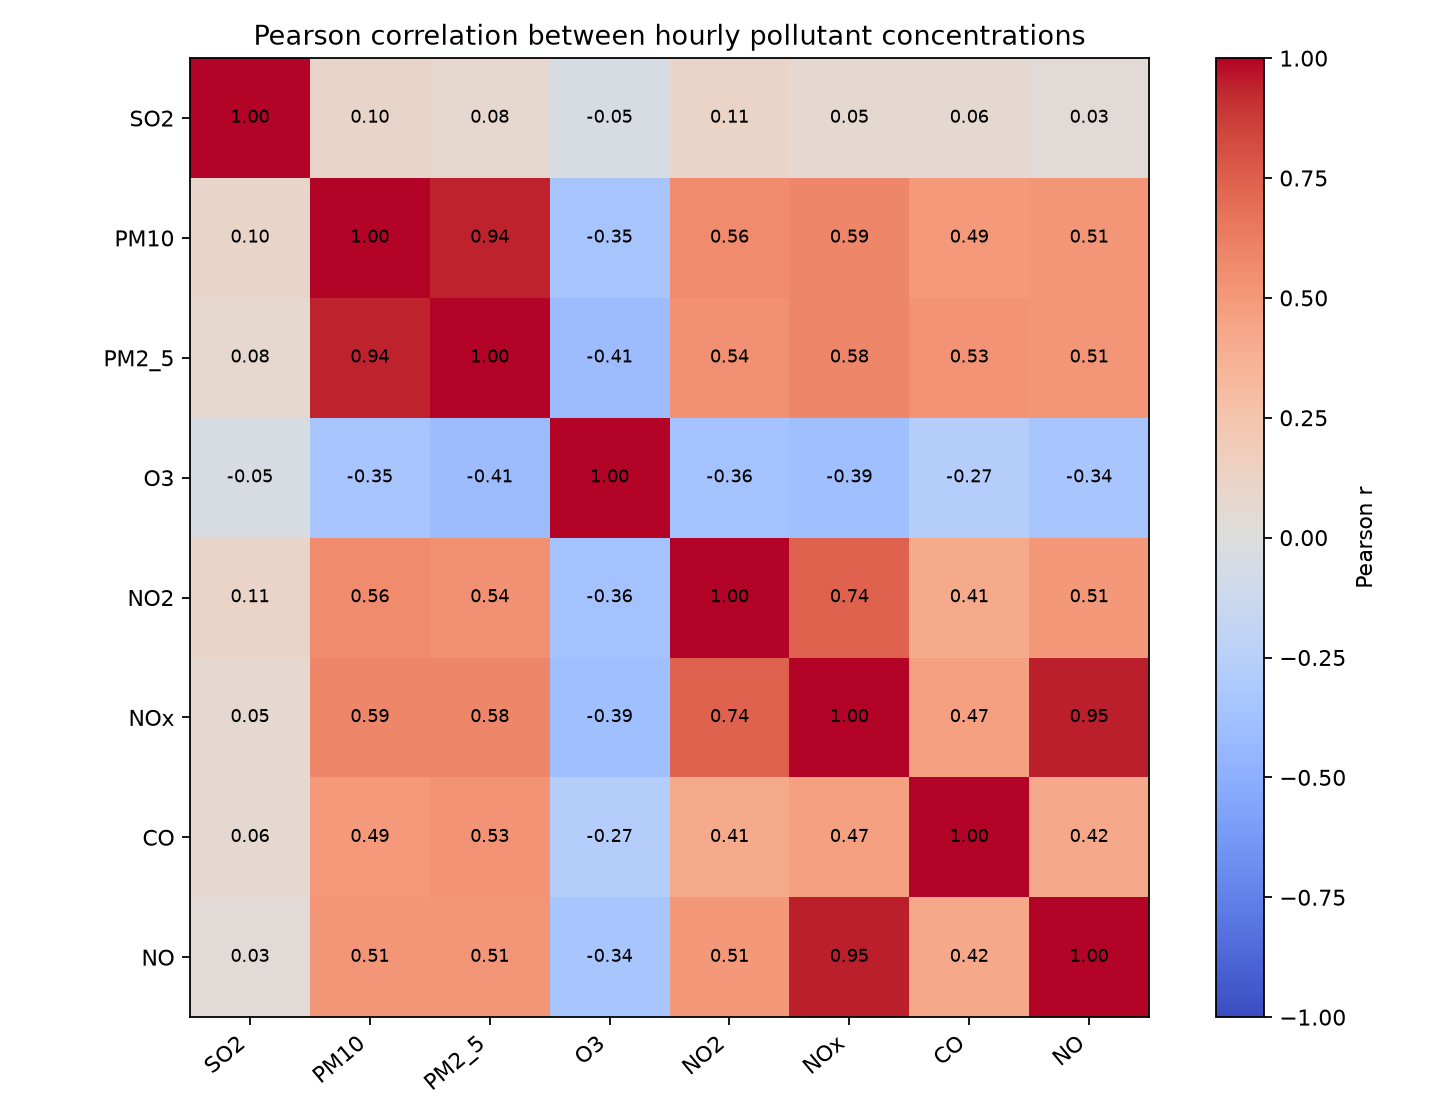 Pearson correlation between hourly pollutant concentrations
SO2 1.00 0.10 0.08 -0.05 0.11 0.05 0.06 0.03
PM10 0.10 1.00 0.94 -0.35 0.56 0.59 0.49 0.51
PM2_5 0.08 0.94 1.00 -0.41 0.54 0.58 0.53 0.51
O3 -0.05 -0.35 -0.41 1.00 -0.36 -0.39 -0.27 -0.34
NO2 0.11 0.56 0.54 -0.36 1.00 0.74 0.41 0.51
NOx 0.05 0.59 0.58 -0.39 0.74 1.00 0.47 0.95
CO 0.06 0.49 0.53 -0.27 0.41 0.47 1.00 0.42
NO 0.03 0.51 0.51 -0.34 0.51 0.95 0.42 1.00
SO2 PM10 PM2_5 O3 NO2 NOx CO NO
1.00
0.75
0.50
0.25
0.00
−0.25
−0.50
−0.75
−1.00
Pearson r